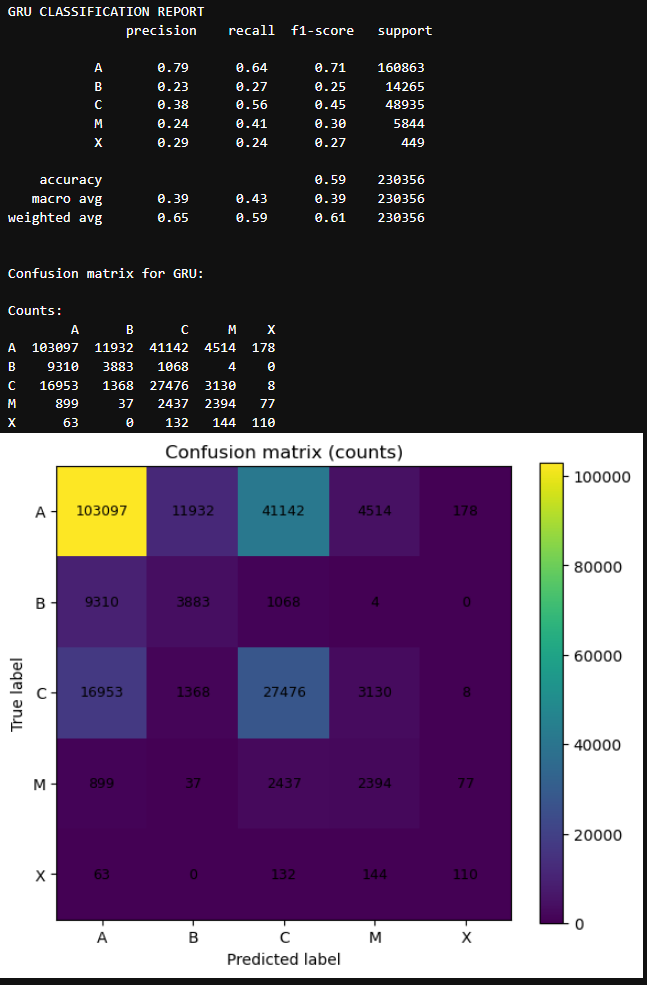 GRU CLASSIFICATION REPORT
precision recall f1-score support
A 0.79 0.64 0.71 160863
B 0.23 0.27 0.25 14265
C 0.38 0.56 0.45 48935
M 0.24 0.41 0.30 5844
X 0.29 0.24 0.27 449
accuracy 0.59 230356
macro avg 0.39 0.43 0.39 230356
weighted avg 0.65 0.59 0.61 230356
Confusion matrix for GRU:
Counts:
A B C M X
A 103097 11932 41142 4514 178
B 9310 3883 1068 4 0
C 16953 1368 27476 3130 8
M 899 37 2437 2394 77
X 63 0 132 144 110
Confusion matrix (counts)
A 103097 11932 41142 4514 178
B 9310 3883 1068 4 0
C 16953 1368 27476 3130 8
M 899 37 2437 2394 77
X 63 0 132 144 110
A B C M X
True label
Predicted label
100000
80000
60000
40000
20000
0